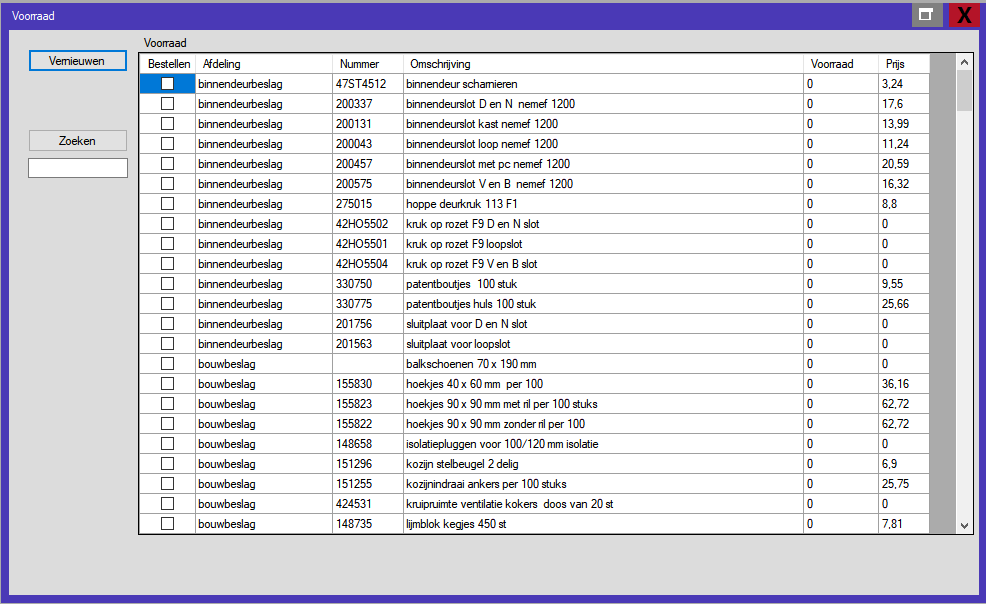 Voorraad
X
Voorraad
Vernieuwen
Zoeken
Bestellen Afdeling Nummer Omschrijving Voorraad Prijs
binnendeurbeslag 47ST4512 binnendeur scharnieren 0 3,24
binnendeurbeslag 200337 binnendeurslot D en N nemef 1200 0 17,6
binnendeurbeslag 200131 binnendeurslot kast nemef 1200 0 13,99
binnendeurbeslag 200043 binnendeurslot loop nemef 1200 0 11,24
binnendeurbeslag 200457 binnendeurslot met pc nemef 1200 0 20,59
binnendeurbeslag 200575 binnendeurslot V en B nemef 1200 0 16,32
binnendeurbeslag 275015 hoppe deurkruk 113 F1 0 8,8
binnendeurbeslag 42HO5502 kruk op rozet F9 D en N slot 0 0
binnendeurbeslag 42HO5501 kruk op rozet F9 loopslot 0 0
binnendeurbeslag 42HO5504 kruk op rozet F9 V en B slot 0 0
binnendeurbeslag 330750 patentboutjes 100 stuk 0 9,55
binnendeurbeslag 330775 patentboutjes huls 100 stuk 0 25,66
binnendeurbeslag 201756 sluitplaat voor D en N slot 0 0
binnendeurbeslag 201563 sluitplaat voor loopslot 0 0
bouwbeslag balkschoenen 70 x 190 mm 0 0
bouwbeslag 155830 hoekjes 40 x 60 mm per 100 0 36,16
bouwbeslag 155823 hoekjes 90 x 90 mm met ril per 100 stuks 0 62,72
bouwbeslag 155822 hoekjes 90 x 90 mm zonder ril per 100 0 62,72
bouwbeslag 148658 isolatiepluggen voor 100/120 mm isolatie 0 0
bouwbeslag 151296 kozijn stelbeugel 2 delig 0 6,9
bouwbeslag 151255 kozijnindraai ankers per 100 stuks 0 25,75
bouwbeslag 424531 kruipruimte ventilatie kokers doos van 20 st 0 0
bouwbeslag 148735 lijmblok kegjes 450 st 0 7,81